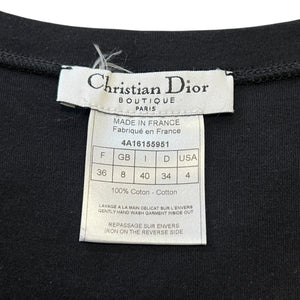 Christian Dior
BOUTIQUE
PARIS
MADE IN FRANCE
Fabriqué en France
4A16155951
F GB I D USA
36 8 40 34 4
100% Coton - Cotton
LAVAGE A LA MAIN DELICAT SUR L'ENVERS
GENTLY HAND WASH GARMENT INSIDE OUT
REPASSAGE SUR ENVERS
IRON ON THE REVERSE SIDE